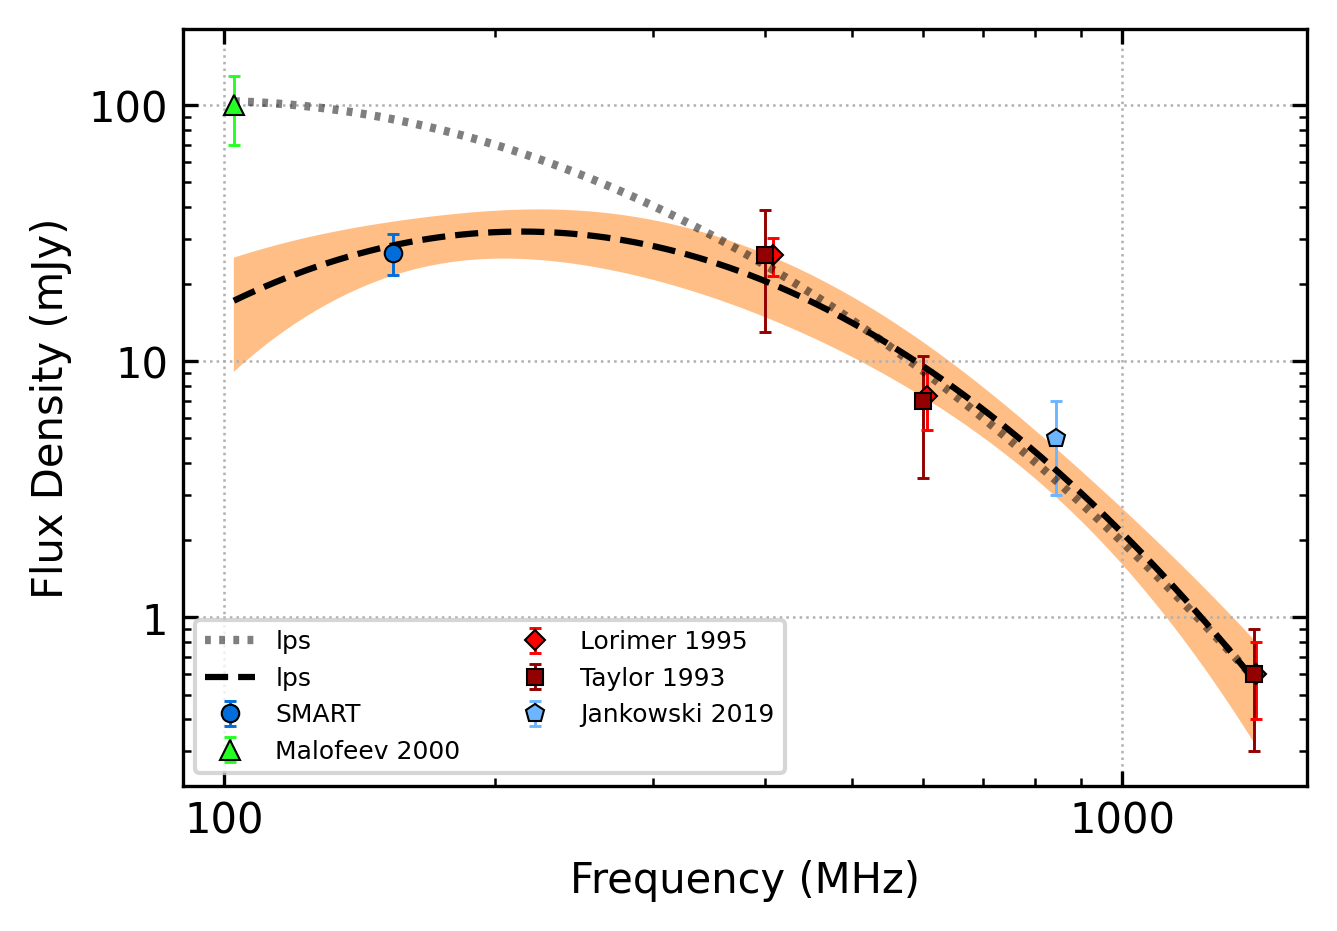 100
10
1
Flux Density (mJy)
lps
lps
SMART
Malofeev 2000
Lorimer 1995
Taylor 1993
Jankowski 2019
100
1000
Frequency (MHz)